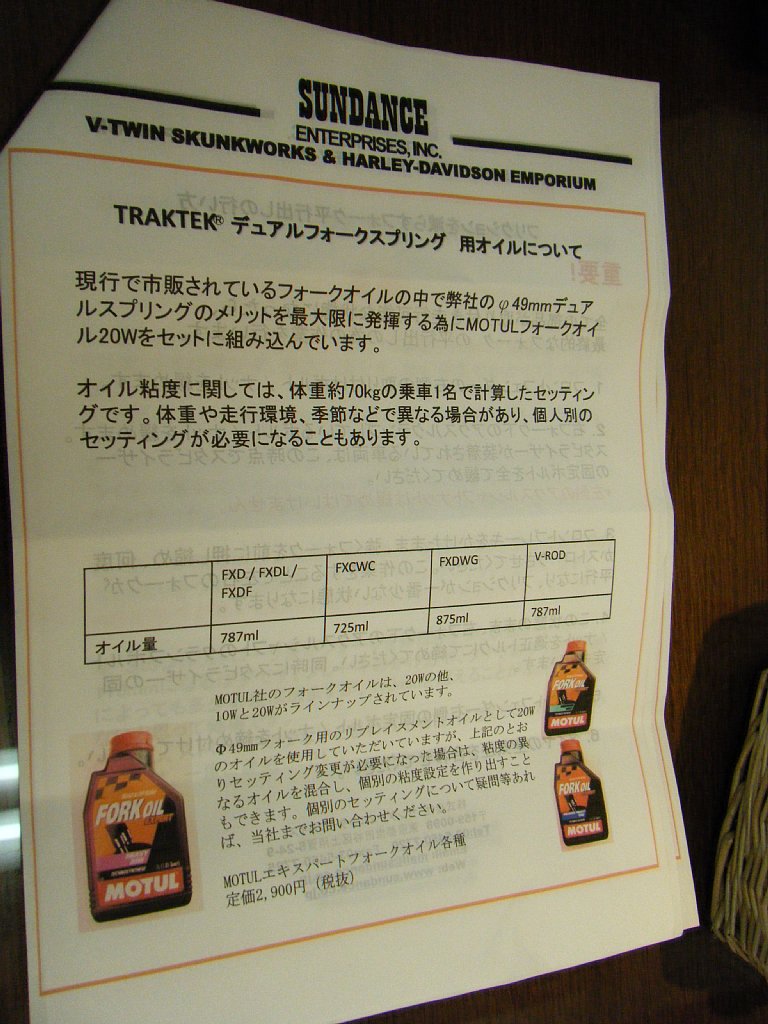 SUNDANCE
ENTERPRISES, INC.
V-TWIN SKUNKWORKS & HARLEY-DAVIDSON EMPORIUM
TRAKTEK® デュアルフォークスプリング 用オイルについて
現行で市販されているフォークオイルの中で弊社のφ49mmデュア
ルスプリングのメリットを最大限に発揮する為にMOTULフォークオイ
ル20Wをセットに組み込んでいます。
オイル粘度に関しては、体重約70kgの乗車1名で計算したセッティン
グです。体重や走行環境、季節などで異なる場合があり、個人別の
セッティングが必要になることもあります。
FXD / FXDL / FXCWC FXDWG V-ROD
FXDF
オイル量 787ml 725ml 875ml 787ml
MOTUL社のフォークオイルは、20Wの他、
10Wと20Wがラインナップされています。
Φ49mmフォーク用のリプレイスメントオイルとして20W
のオイルを使用していただいていますが、上記のとお
りセッティング変更が必要になった場合は、粘度の異
なるオイルを混合し、個別の粘度設定を作り出すこと
もできます。個別のセッティングについて疑問等あれ
ば、当社までお問い合わせください。
MOTULエキスパートフォークオイル各種
定価2,900円（税抜）
FORK OIL
EXPERT
MOTUL
FORK OIL
MOTUL
FORK OIL
MOTUL